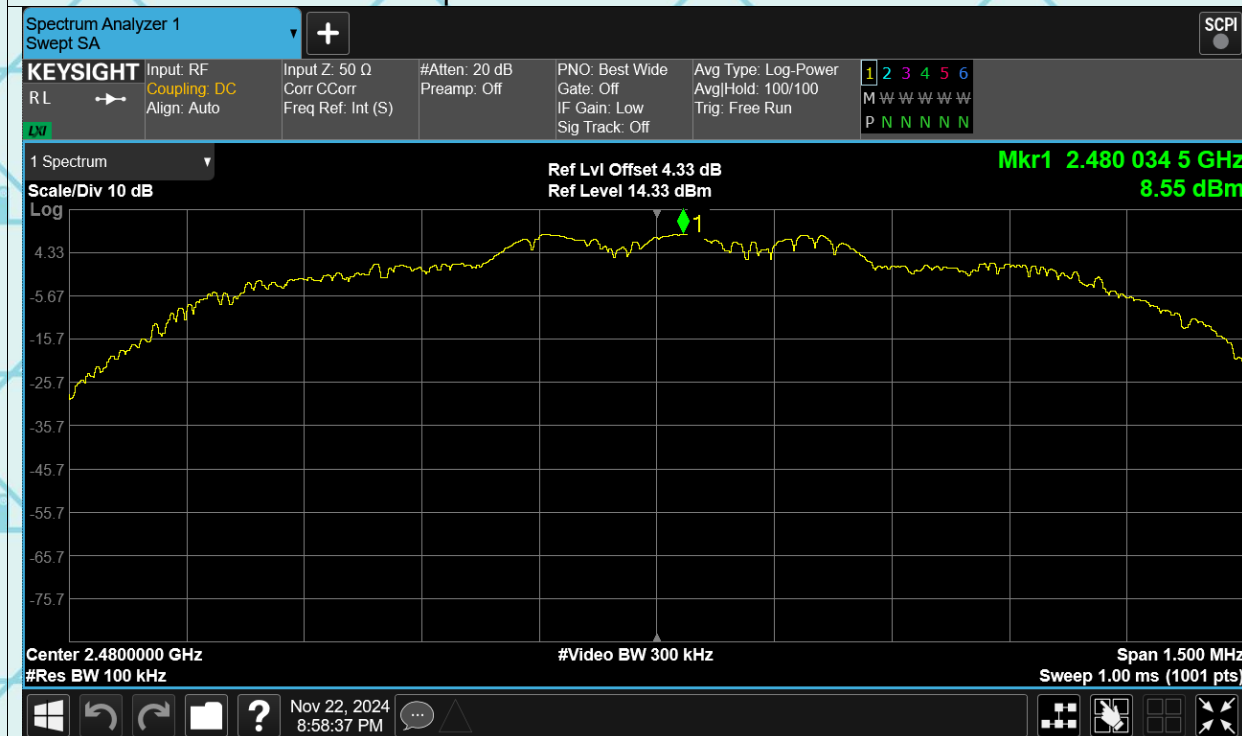 Spectrum Analyzer 1
Swept SA
+
SCPI
KEYSIGHT
RL
LXI
Input: RF
Coupling: DC
Align: Auto
Input Z: 50 Ω
Corr CCorr
Freq Ref: Int (S)
#Atten: 20 dB
Preamp: Off
PNO: Best Wide
Gate: Off
IF Gain: Low
Sig Track: Off
Avg Type: Log-Power
Avg|Hold: 100/100
Trig: Free Run
1 2 3 4 5 6
M W W W W W
P N N N N N
1 Spectrum
Scale/Div 10 dB
Log
Ref Lvl Offset 4.33 dB
Ref Level 14.33 dBm
Mkr1 2.480 034 5 GHz
8.55 dBm
1
4.33
-5.67
-15.7
-25.7
-35.7
-45.7
-55.7
-65.7
-75.7
Center 2.4800000 GHz
#Res BW 100 kHz
#Video BW 300 kHz
Span 1.500 MHz
Sweep 1.00 ms (1001 pts)
?
Nov 22, 2024
8:58:37 PM